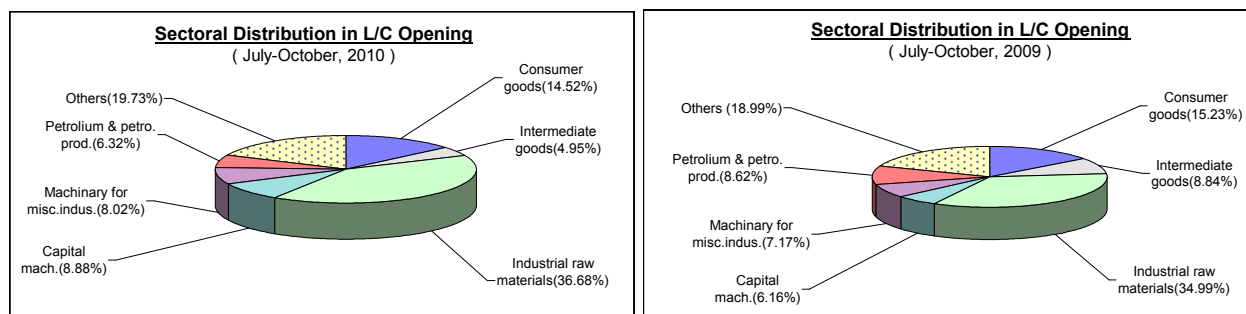 Sectoral Distribution in L/C Opening
( July-October, 2010 )
Consumer
goods(14.52%)
Others(19.73%)
Petrolium & petro.
prod.(6.32%)
Intermediate
goods(4.95%)
Machinary for
misc.indus.(8.02%)
Capital
mach.(8.88%)
Industrial raw
materials(36.68%)
Sectoral Distribution in L/C Opening
( July-October, 2009 )
Consumer
goods(15.23%)
Others (18.99%)
Petrolium & petro.
prod.(8.62%)
Intermediate
goods(8.84%)
Machinary for
misc.indus.(7.17%)
Capital
mach.(6.16%)
Industrial raw
materials(34.99%)